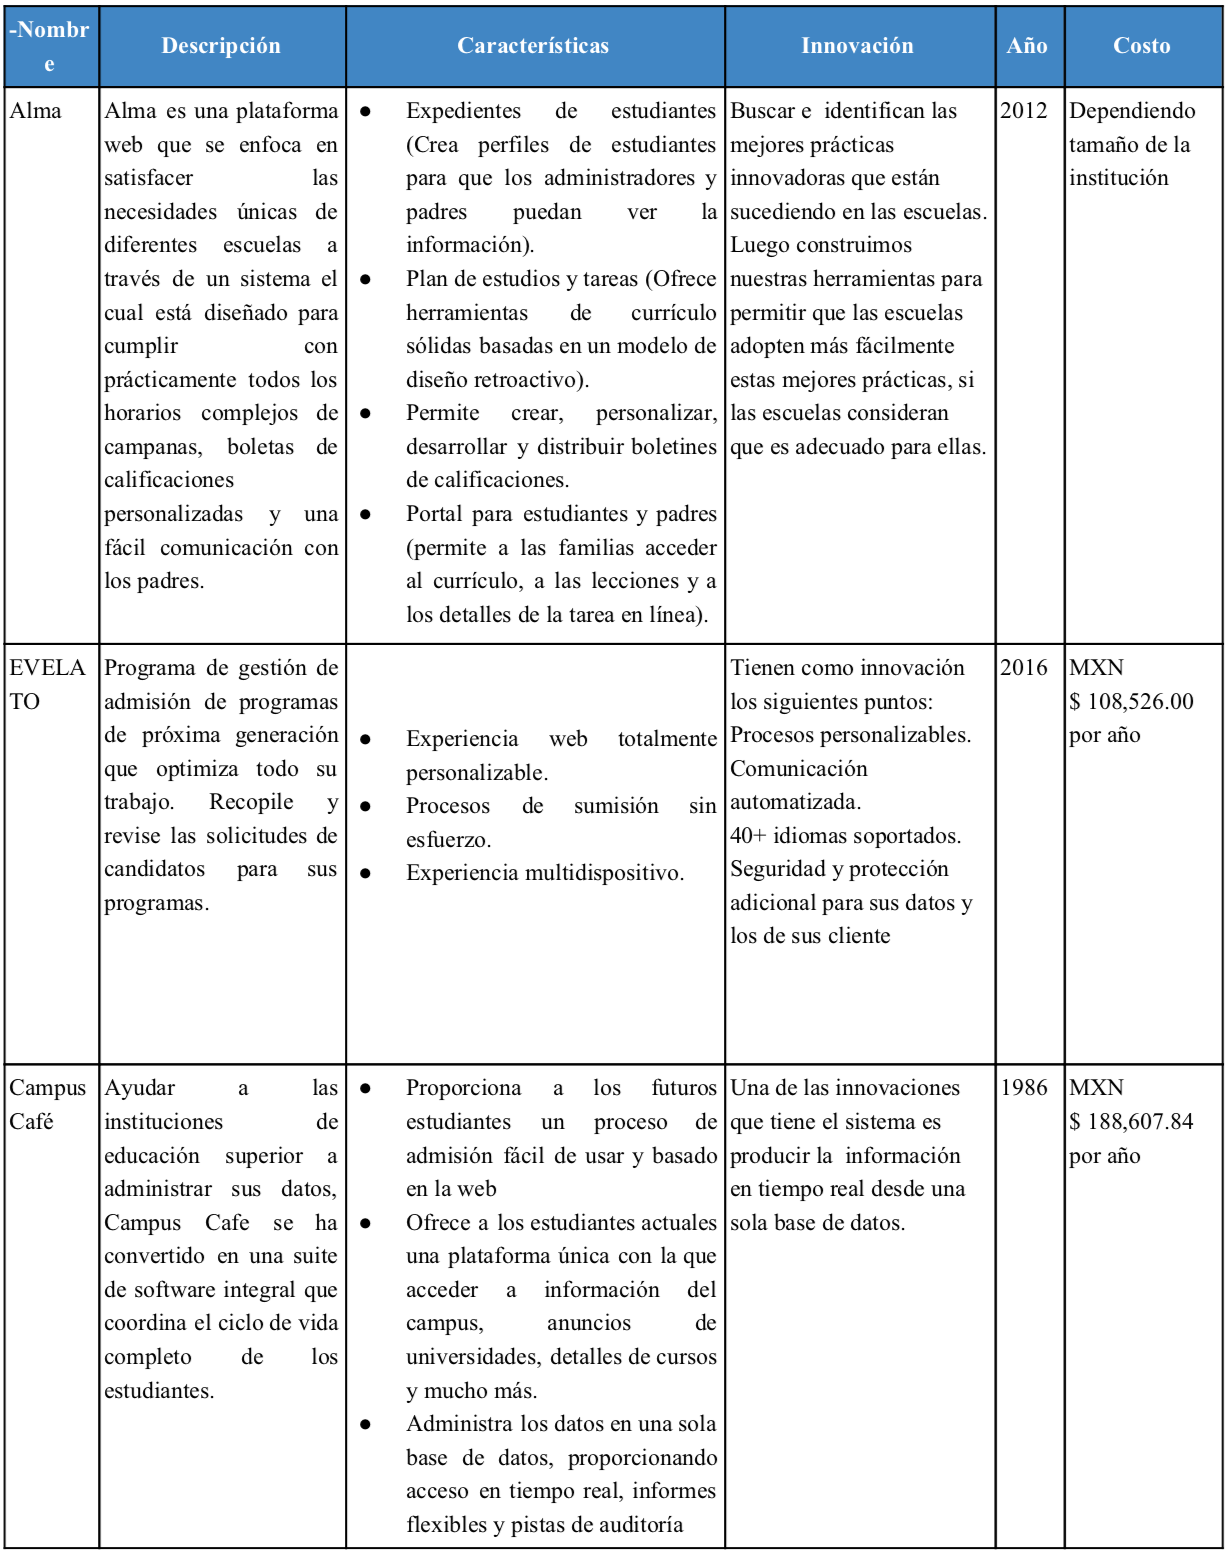 -Nombr
e
Descripción
Características
Innovación
Año
Costo
Alma
Alma es una plataforma
web que se enfoca en
satisfacer las
necesidades únicas de
diferentes escuelas a
través de un sistema el
cual está diseñado para
cumplir con
prácticamente todos los
horarios complejos de
campanas, boletas de
calificaciones
personalizadas y una
fácil comunicación con
los padres.
● Expedientes de estudiantes
(Crea perfiles de estudiantes
para que los administradores y
padres puedan ver la
información).
● Plan de estudios y tareas (Ofrece
herramientas de currículo
sólidas basadas en un modelo de
diseño retroactivo).
● Permite crear, personalizar,
desarrollar y distribuir boletines
de calificaciones.
● Portal para estudiantes y padres
(permite a las familias acceder
al currículo, a las lecciones y a
los detalles de la tarea en línea).
Buscar e identifican las
mejores prácticas
innovadoras que están
sucediendo en las escuelas.
Luego construimos
nuestras herramientas para
permitir que las escuelas
adopten más fácilmente
estas mejores prácticas, si
las escuelas consideran
que es adecuado para ellas.
2012
Dependiendo
tamaño de la
institución
EVELA
TO
Programa de gestión de
admisión de programas
de próxima generación
que optimiza todo su
trabajo. Recopile y
revise las solicitudes de
candidatos para sus
programas.
● Experiencia web totalmente
personalizable.
● Procesos de sumisión sin
esfuerzo.
● Experiencia multidispositivo.
Tienen como innovación
los siguientes puntos:
Procesos personalizables.
Comunicación
automatizada.
40+ idiomas soportados.
Seguridad y protección
adicional para sus datos y
los de sus cliente
2016
MXN
$ 108,526.00
por año
Campus
Café
Ayudar a las
instituciones de
educación superior a
administrar sus datos,
Campus Cafe se ha
convertido en una suite
de software integral que
coordina el ciclo de vida
completo de los
estudiantes.
● Proporciona a los futuros
estudiantes un proceso de
admisión fácil de usar y basado
en la web
● Ofrece a los estudiantes actuales
una plataforma única con la que
acceder a información del
campus, anuncios de
universidades, detalles de cursos
y mucho más.
● Administra los datos en una sola
base de datos, proporcionando
acceso en tiempo real, informes
flexibles y pistas de auditoría
Una de las innovaciones
que tiene el sistema es
producir la información
en tiempo real desde una
sola base de datos.
1986
MXN
$ 188,607.84
por año